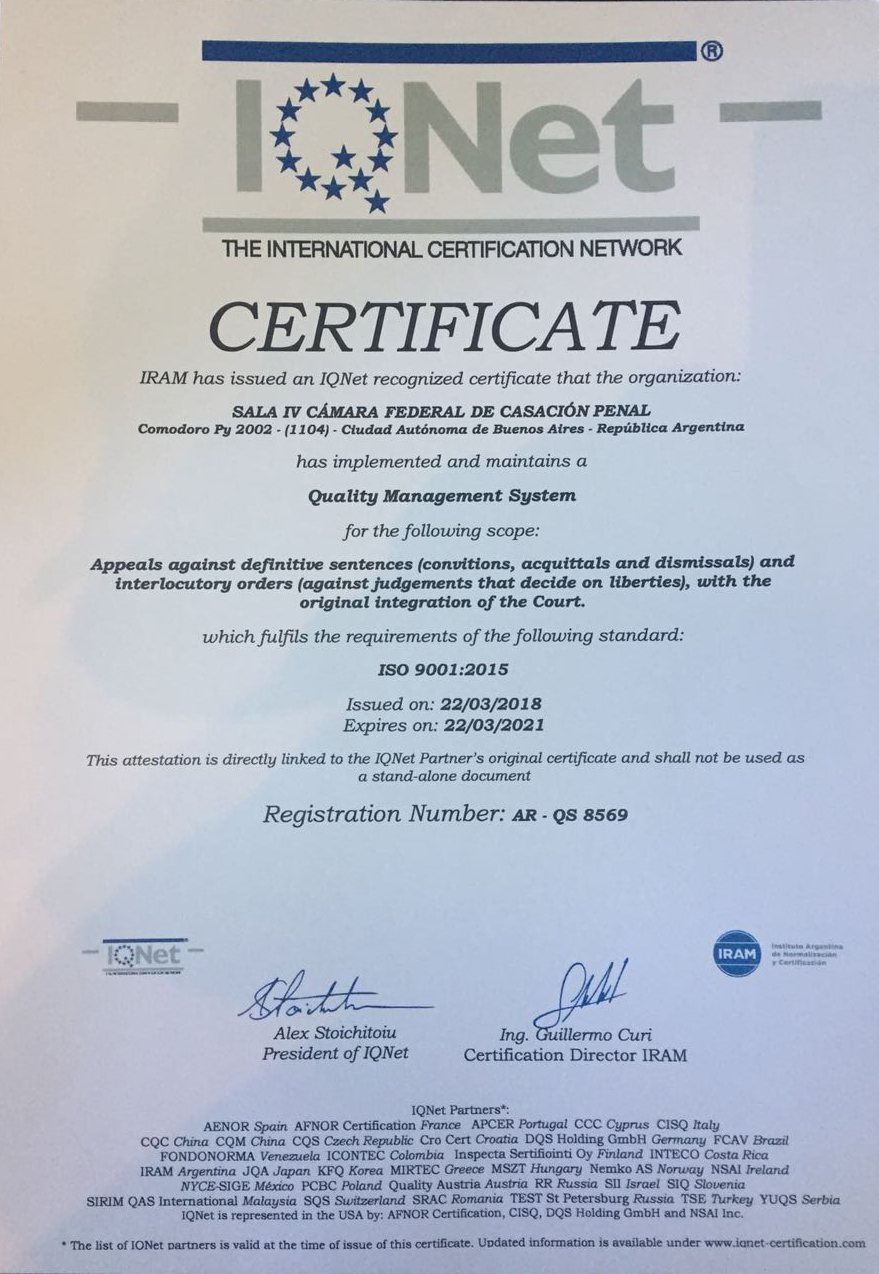 IQNet ®
THE INTERNATIONAL CERTIFICATION NETWORK
CERTIFICATE
IRAM has issued an IQNet recognized certificate that the organization:
SALA IV CÁMARA FEDERAL DE CASACIÓN PENAL
Comodoro Py 2002 - (1104) - Ciudad Autónoma de Buenos Aires - República Argentina
has implemented and maintains a
Quality Management System
for the following scope:
Appeals against definitive sentences (convitions, acquittals and dismissals) and
interlocutory orders (against judgements that decide on liberties), with the
original integration of the Court.
which fulfils the requirements of the following standard:
ISO 9001:2015
Issued on: 22/03/2018
Expires on: 22/03/2021
This attestation is directly linked to the IQNet Partner's original certificate and shall not be used as
a stand-alone document
Registration Number: AR - QS 8569
IQNet
IRAM
Instituto Argentino
de Normalización
y Certificación
Alex Stoichitoiu
President of IQNet
Ing. Guillermo Curi
Certification Director IRAM
IQNet Partners*:
AENOR Spain AFNOR Certification France APCER Portugal CCC Cyprus CISQ Italy
CQC China CQM China CQS Czech Republic Cro Cert Croatia DQS Holding GmbH Germany FCAV Brazil
FONDONORMA Venezuela ICONTEC Colombia Inspecta Sertifiointi Oy Finland INTECO Costa Rica
IRAM Argentina JQA Japan KFQ Korea MIRTEC Greece MSZT Hungary Nemko AS Norway NSAI Ireland
NYCE-SIGE México PCBC Poland Quality Austria Austria RR Russia SII Israel SIQ Slovenia
SIRIM QAS International Malaysia SQS Switzerland SRAC Romania TEST St Petersburg Russia TSE Turkey YUQS Serbia
IQNet is represented in the USA by: AFNOR Certification, CISQ, DQS Holding GmbH and NSAI Inc.
* The list of IQNet partners is valid at the time of issue of this certificate. Updated information is available under www.iqnet-certification.com